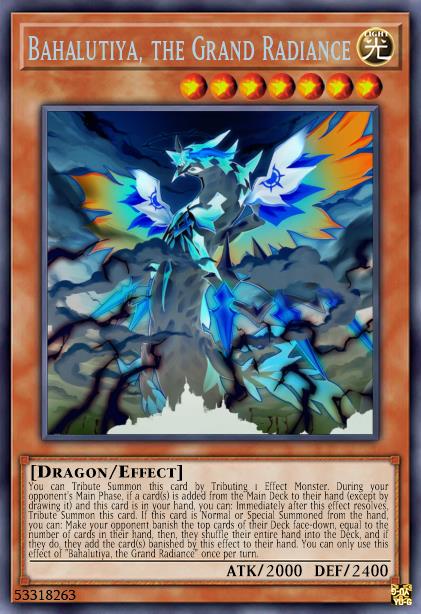 BAHALUTIYA, THE GRAND RADIANCE
LIGHT
光
[DRAGON/EFFECT]
You can Tribute Summon this card by Tributing 1 Effect Monster. During your
opponent's Main Phase, if a card(s) is added from the Main Deck to their hand (except by
drawing it) and this card is in your hand, you can: Immediately after this effect resolves,
Tribute Summon this card. If this card is Normal or Special Summoned from the hand,
you can: Make your opponent banish the top cards of their Deck face-down, equal to the
number of cards in their hand, then, they shuffle their entire hand into the Deck, and if
they do, add the card(s) banished by this effect to their hand. You can only use this
effect of "Bahalutiya, the Grand Radiance" once per turn.
ATK/2000 DEF/2400
53318263